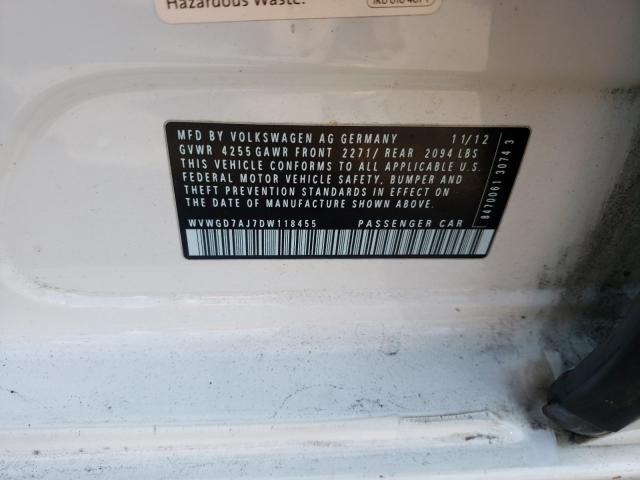 Hazardous Waste.
MFD BY VOLKSWAGEN AG GERMANY 11/12
GVWR 4255 GAWR FRONT 2271/ REAR 2094 LBS
THIS VEHICLE CONFORMS TO ALL APPLICABLE U.S.
FEDERAL MOTOR VEHICLE SAFETY, BUMPER AND
THEFT PREVENTION STANDARDS IN EFFECT ON
THE DATE OF MANUFACTURE SHOWN ABOVE.
WVWGD7AJ7DW118455 PASSENGER CAR
8470061 3074 3